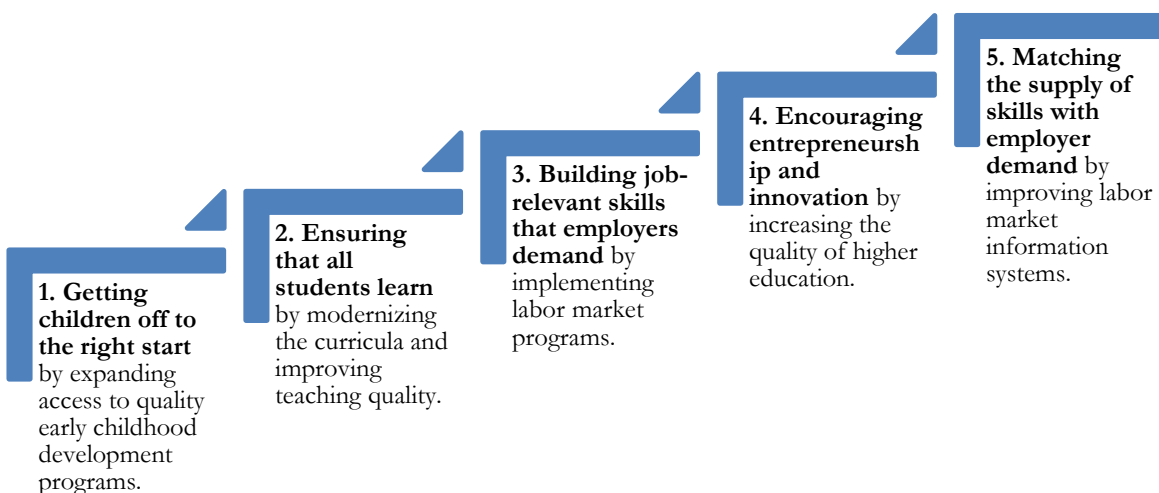 1. Getting
children off to
the right start
by expanding
access to quality
early childhood
development
programs.
2. Ensuring
that all
students learn
by modernizing
the curricula and
improving
teaching quality.
3. Building job-
relevant skills
that employers
demand by
implementing
labor market
programs.
4. Encouraging
entrepreneursh
ip and
innovation by
increasing the
quality of higher
education.
5. Matching
the supply of
skills with
employer
demand by
improving labor
market
information
systems.